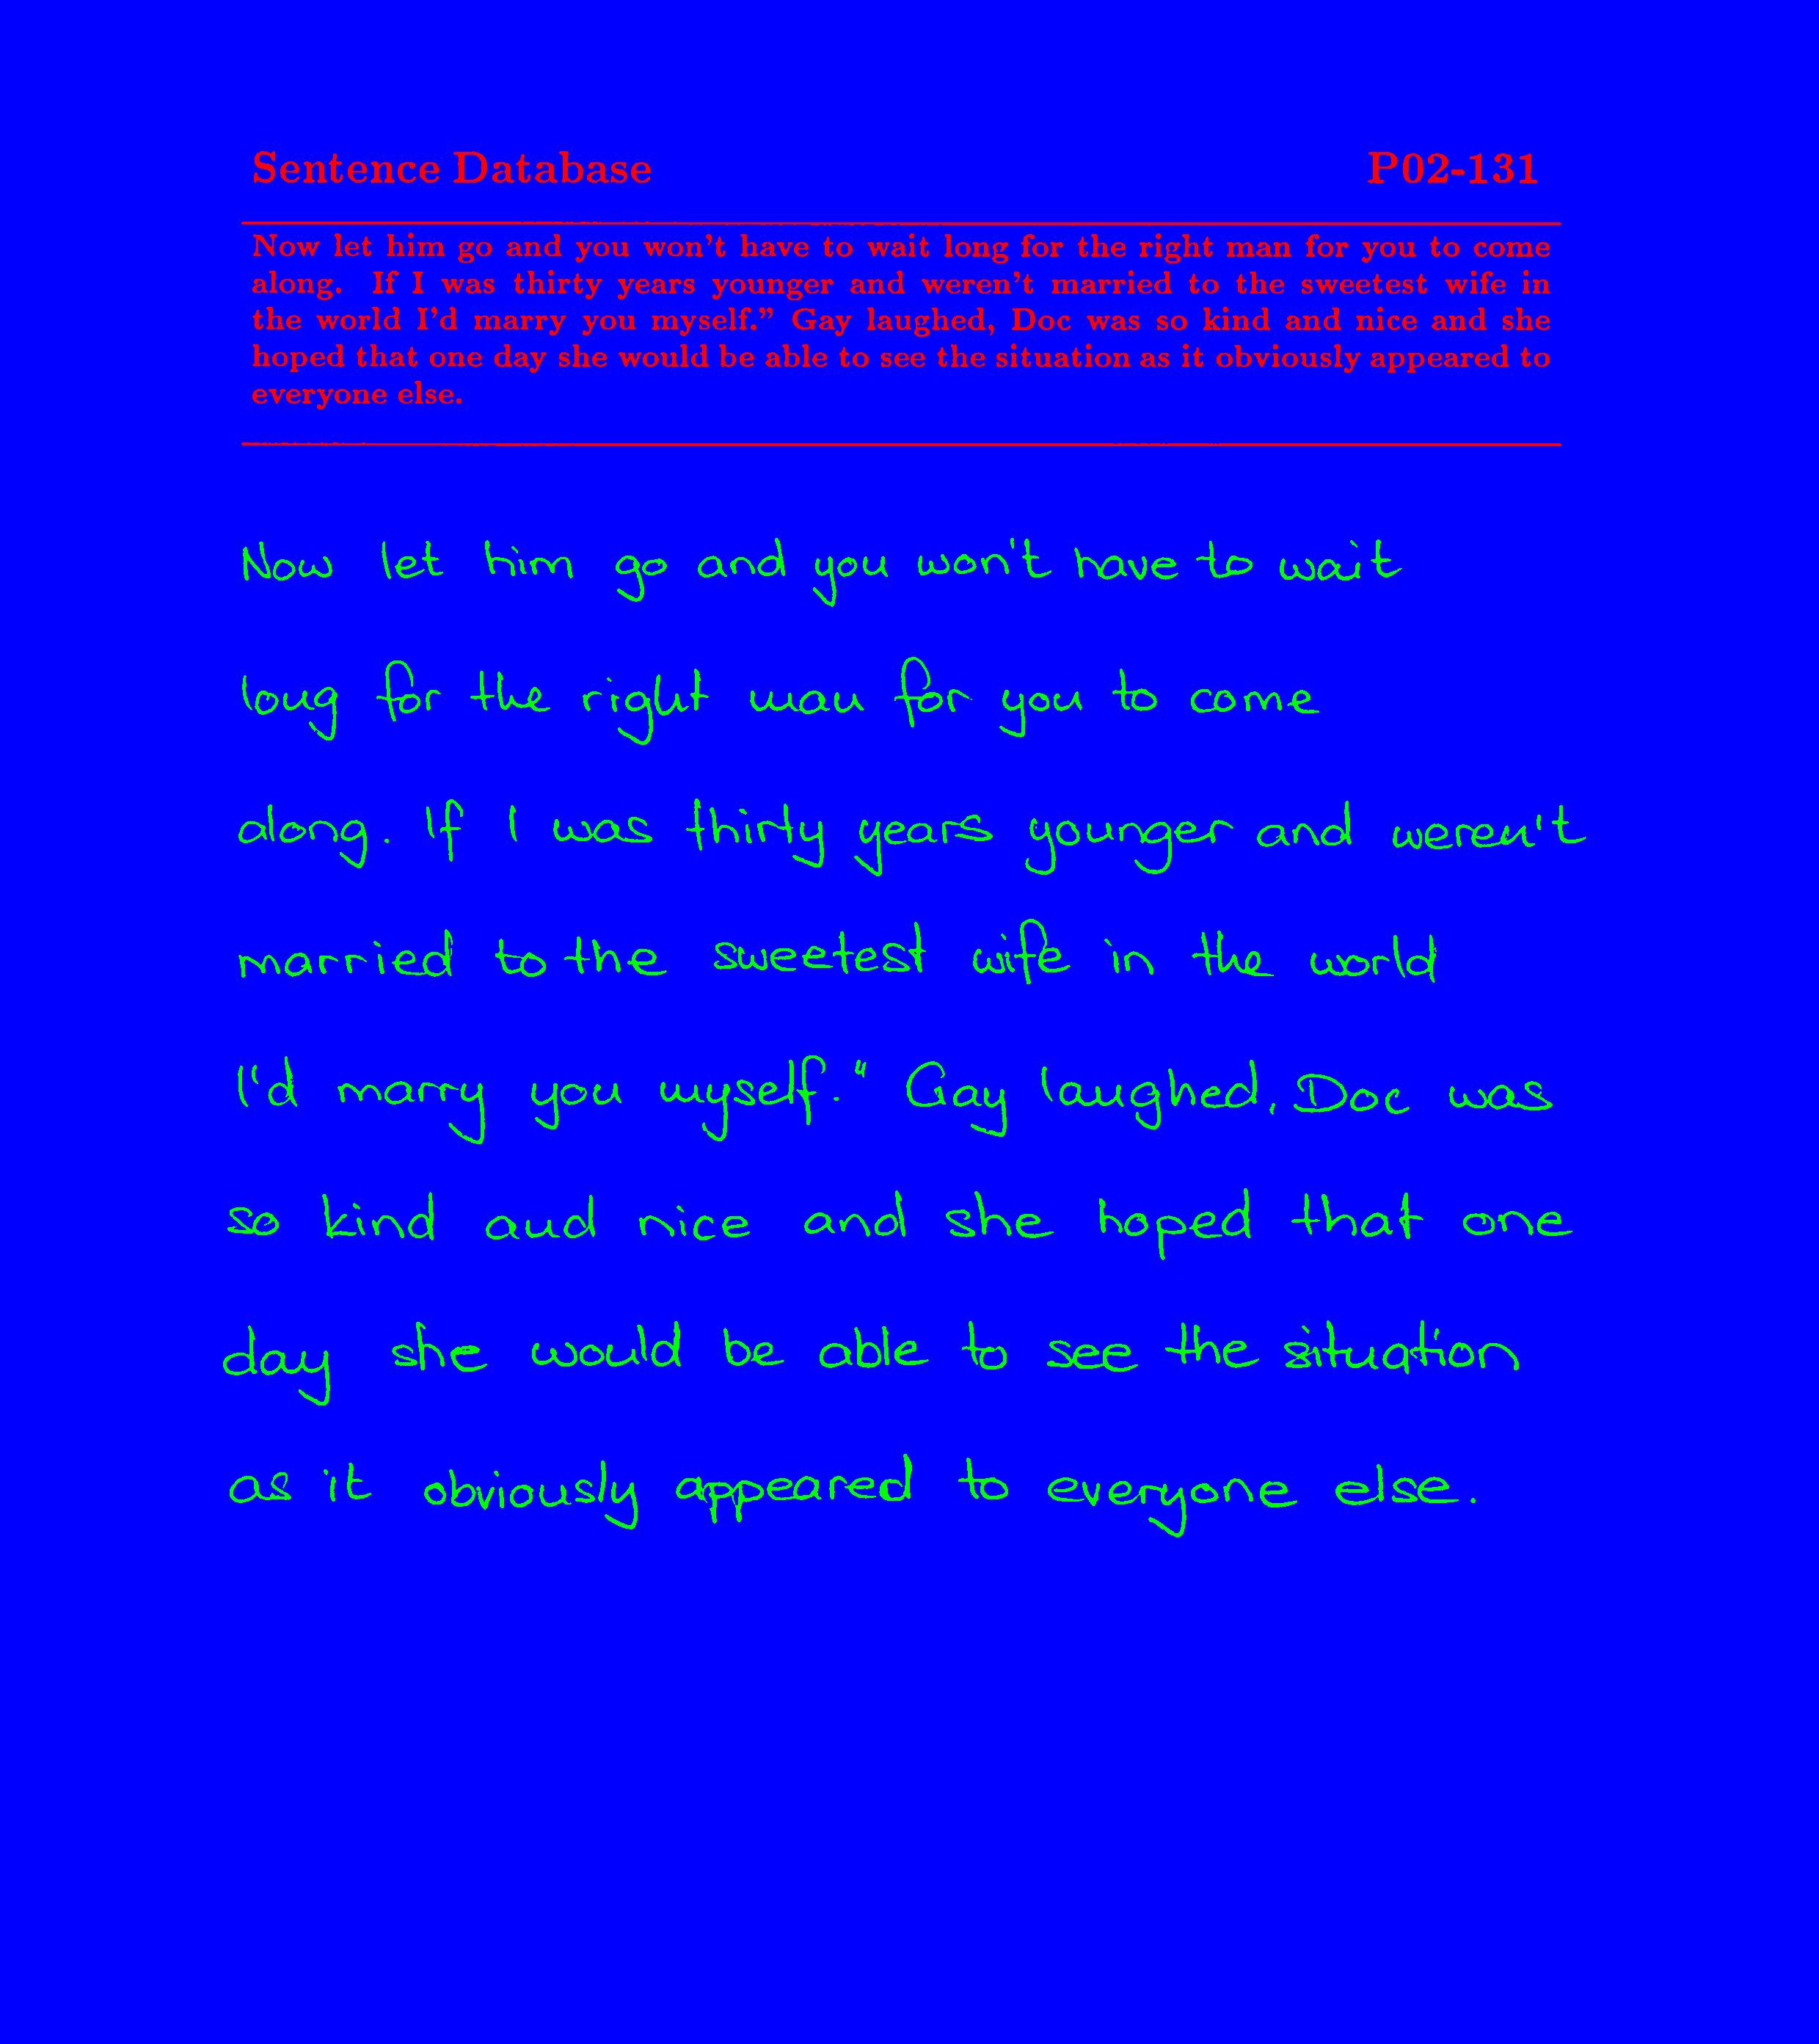 Sentence Database P02-131
Now let him go and you won't have to wait long for the right man for you to come
along. If I was thirty years younger and weren't married to the sweetest wife in
the world I'd marry you myself." Gay laughed, Doc was so kind and nice and she
hoped that one day she would be able to see the situation as it obviously appeared to
everyone else.
Now let him go and you won't have to wait
long for the right man for you to come
along. If I was thirty years younger and weren't
married to the sweetest wife in the world
I'd marry you myself." Gay laughed, Doc was
so kind and nice and she hoped that one
day she would be able to see the situation
as it obviously appeared to everyone else.